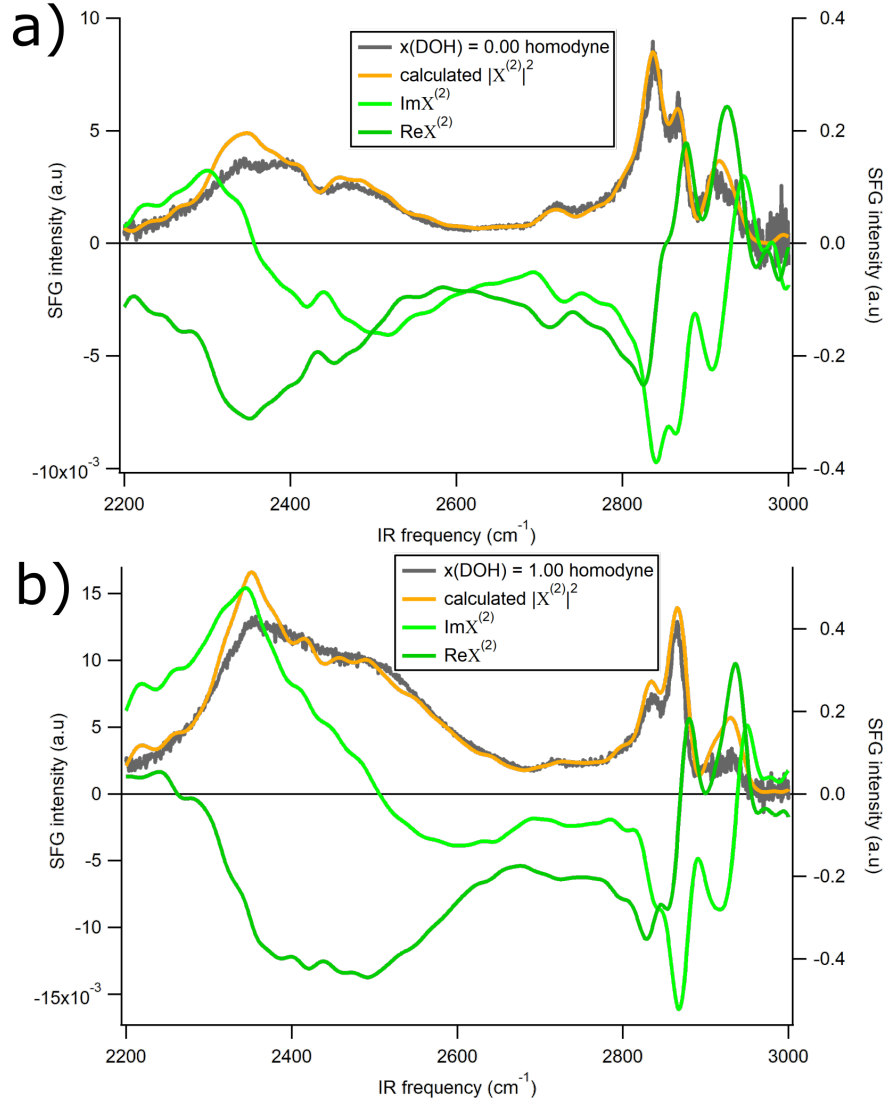 a)
10
5
0
-5
-10x10⁻³
SFG intensity (a.u)
x(DOH) = 0.00 homodyne
calculated |X⁽²⁾|²
ImX⁽²⁾
ReX⁽²⁾
0.4
0.2
0.0
-0.2
-0.4
SFG intensity (a.u)
2200
2400
2600
2800
3000
IR frequency (cm⁻¹)
b)
15
10
5
0
-5
-10
-15x10⁻³
SFG intensity (a.u)
x(DOH) = 1.00 homodyne
calculated |X⁽²⁾|²
ImX⁽²⁾
ReX⁽²⁾
0.4
0.2
0.0
-0.2
-0.4
SFG intensity (a.u)
2200
2400
2600
2800
3000
IR frequency (cm⁻¹)